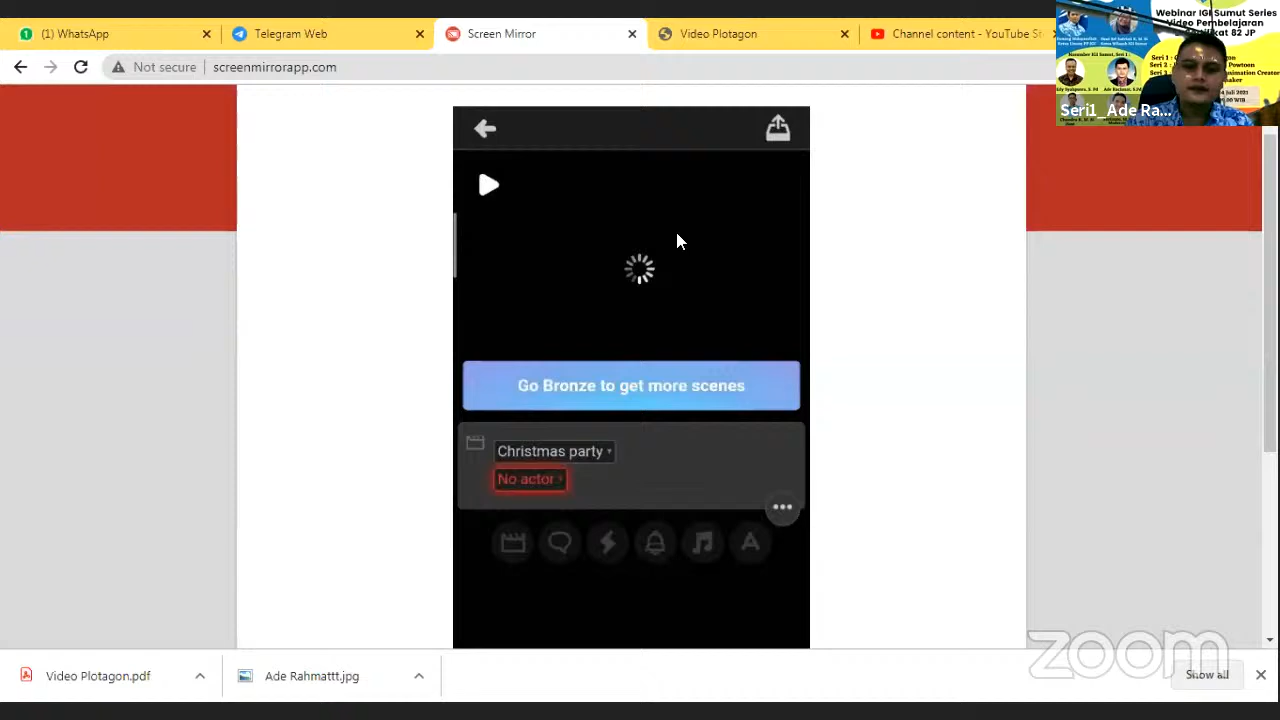 WhatsApp
Telegram Web
Screen Mirror
Video Plotagon
Channel content - YouTube St
Not secure
screenmirrorapp.com
Webinar IGI Sumut Series
Video Pembelajaran
82 JP
Seri1_Ade Ra...
Go Bronze to get more scenes
Christmas party
No actor
zoom
Video Plotagon.pdf
Ade Rahmattt.jpg
Show all